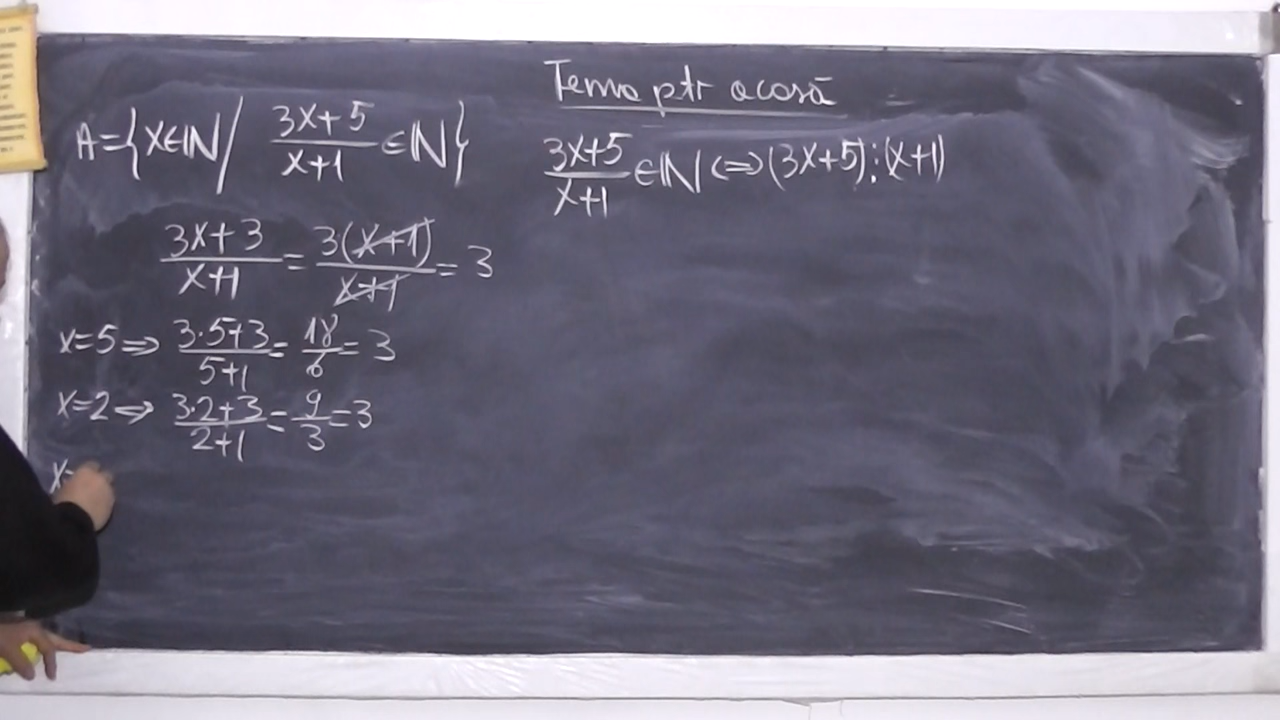 Tema ptr acasă
A={x∈ℕ / (3x+5)/(x+1) ∈ℕ}
(3x+5)/(x+1) ∈ℕ ⇔ (3x+5)⋮(x+1)
(3x+3)/(x+1) = 3(x+1)/(x+1) = 3
x=5 ⇒ (3·5+3)/(5+1) = 18/6 = 3
x=2 ⇒ (3·2+3)/(2+1) = 9/3 = 3
x=